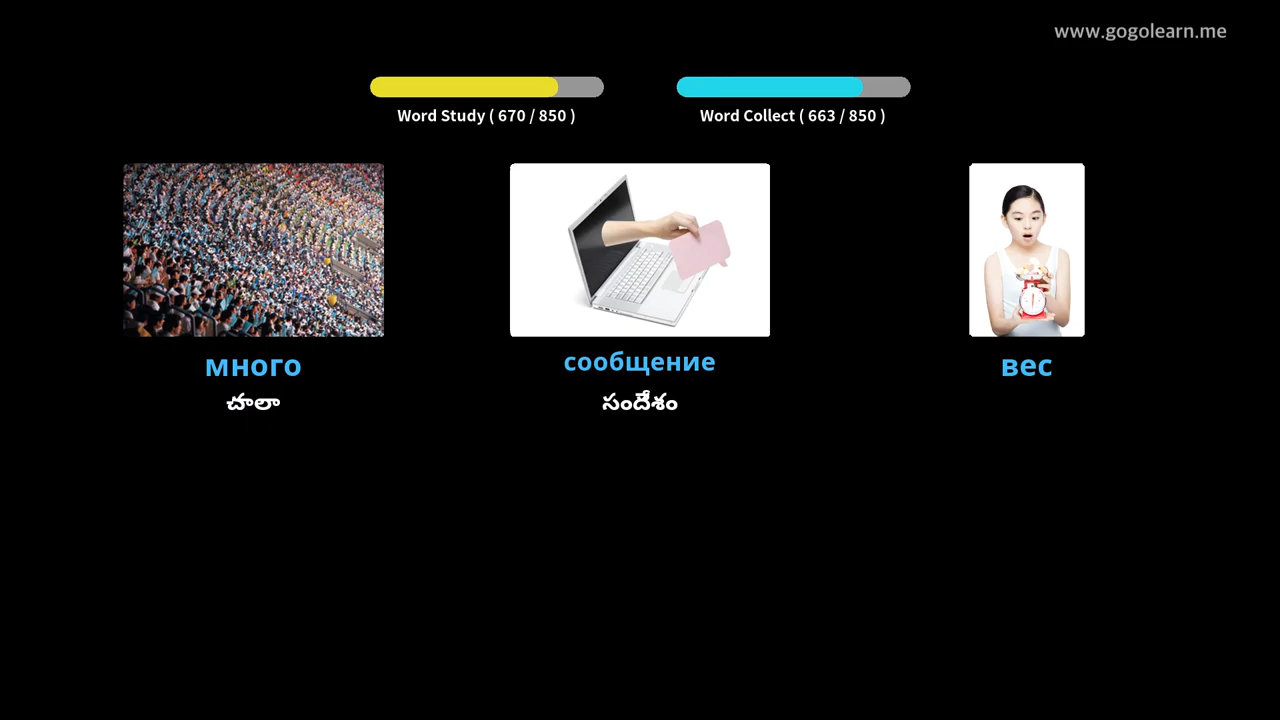 www.gogolearn.me
Word Study ( 670 / 850 )
Word Collect ( 663 / 850 )
много
сообщение
вес
చాలా
సందేశం